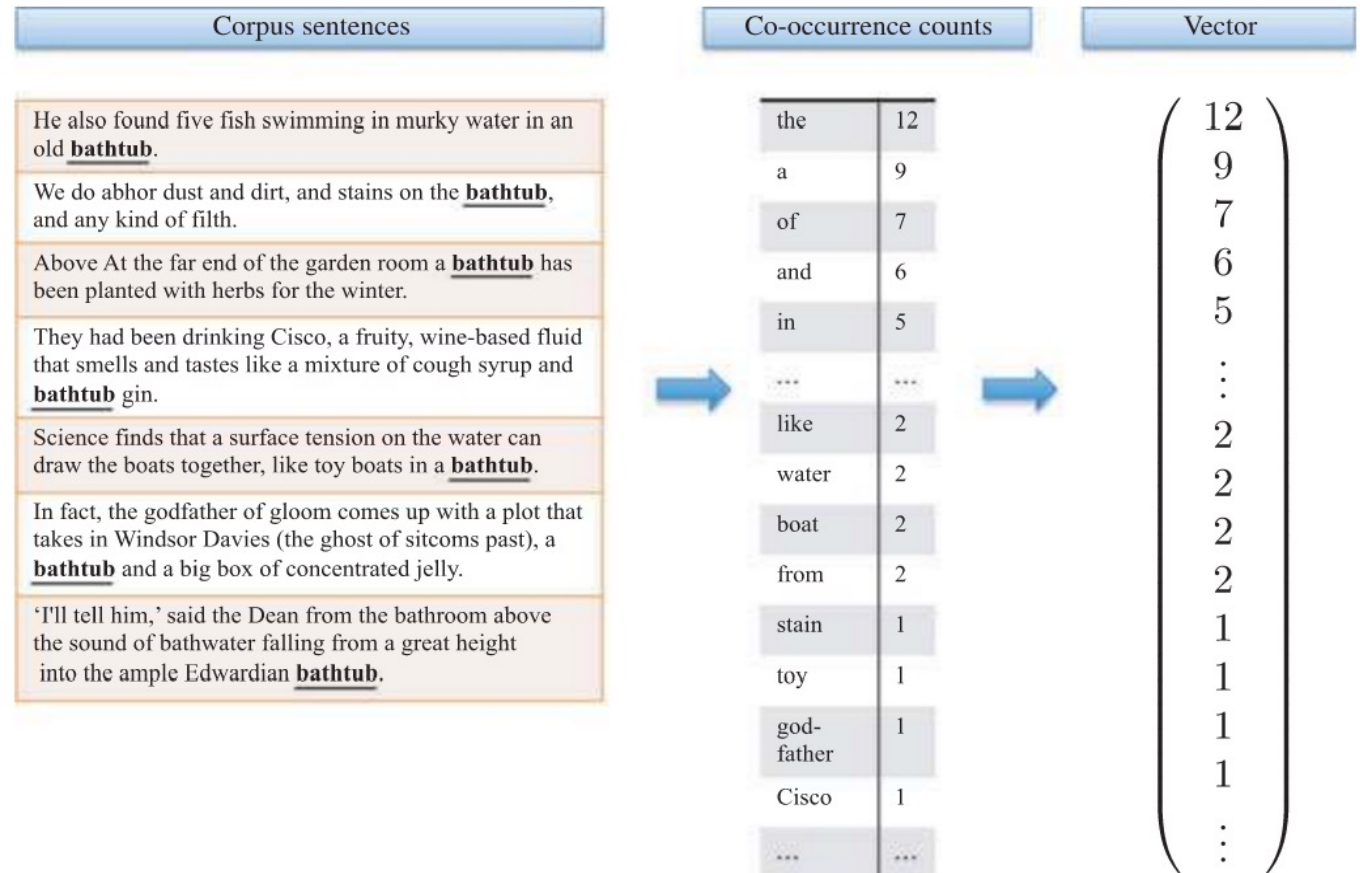 Corpus sentences
He also found five fish swimming in murky water in an
old bathtub.
We do abhor dust and dirt, and stains on the bathtub,
and any kind of filth.
Above At the far end of the garden room a bathtub has
been planted with herbs for the winter.
They had been drinking Cisco, a fruity, wine-based fluid
that smells and tastes like a mixture of cough syrup and
bathtub gin.
Science finds that a surface tension on the water can
draw the boats together, like toy boats in a bathtub.
In fact, the godfather of gloom comes up with a plot that
takes in Windsor Davies (the ghost of sitcoms past), a
bathtub and a big box of concentrated jelly.
‘I'll tell him,’ said the Dean from the bathroom above
the sound of bathwater falling from a great height
into the ample Edwardian bathtub.
Co-occurrence counts
the 12
a 9
of 7
and 6
in 5
... ...
like 2
water 2
boat 2
from 2
stain 1
toy 1
god-
father 1
Cisco 1
... ...
Vector
12
9
7
6
5
⋮
2
2
2
2
1
1
1
1
⋮